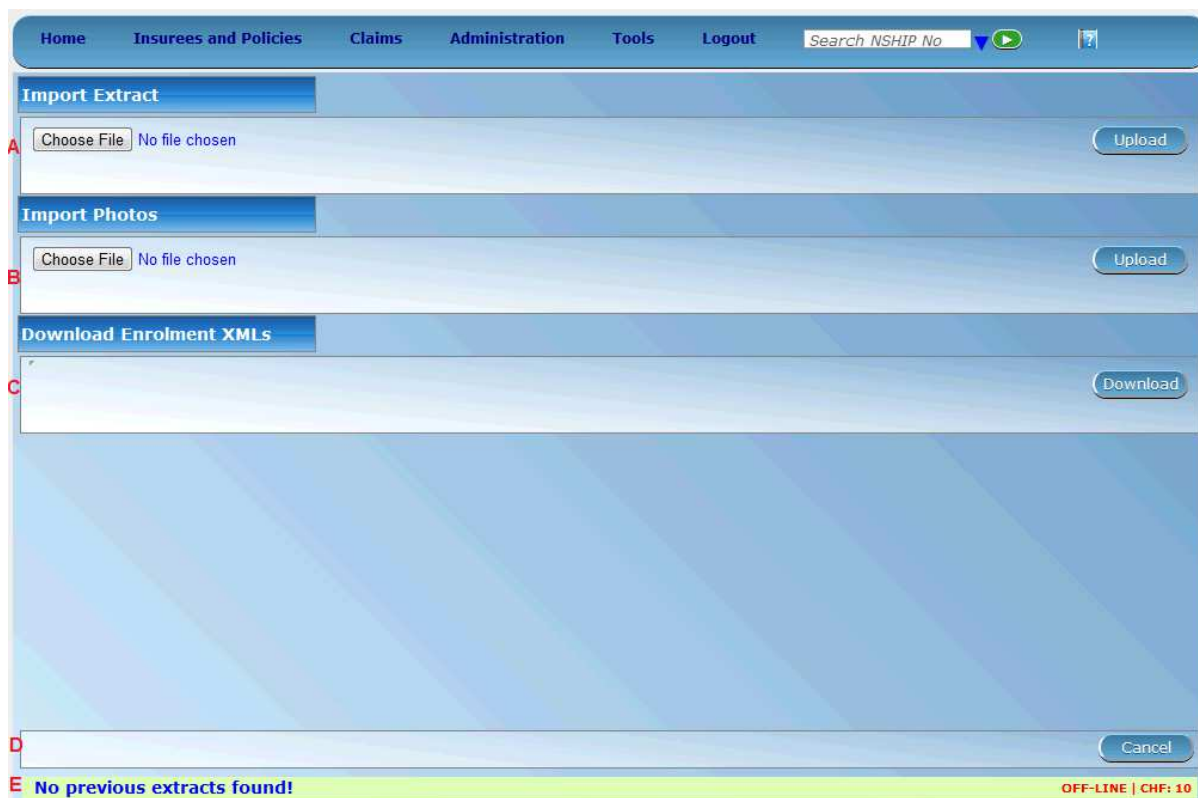 Home Insurees and Policies Claims Administration Tools Logout Search NSHIP No ?
Import Extract
A Choose File No file chosen Upload
Import Photos
B Choose File No file chosen Upload
Download Enrolment XMLs
C Download
D Cancel
E No previous extracts found! OFF-LINE | CHF: 10